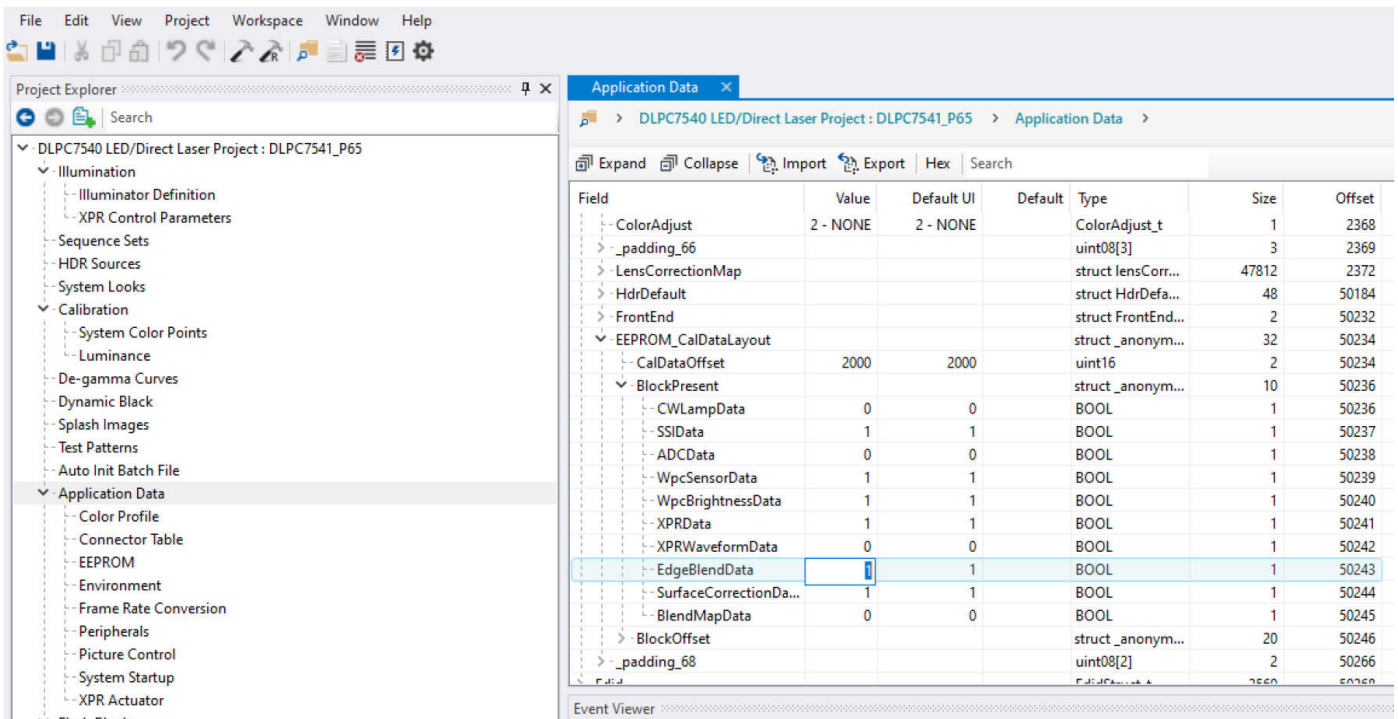 File Edit View Project Workspace Window Help
Project Explorer
Search
DLPC7540 LED/Direct Laser Project : DLPC7541_P65
Illumination
Illuminator Definition
XPR Control Parameters
Sequence Sets
HDR Sources
System Looks
Calibration
System Color Points
Luminance
De-gamma Curves
Dynamic Black
Splash Images
Test Patterns
Auto Init Batch File
Application Data
Color Profile
Connector Table
EEPROM
Environment
Frame Rate Conversion
Peripherals
Picture Control
System Startup
XPR Actuator
Application Data
DLPC7540 LED/Direct Laser Project : DLPC7541_P65 > Application Data >
Expand Collapse Import Export Hex Search
Field Value Default UI Default Type Size Offset
ColorAdjust 2 - NONE 2 - NONE ColorAdjust_t 1 2368
_padding_66 uint08[3] 3 2369
LensCorrectionMap struct lensCorr... 47812 2372
HdrDefault struct HdrDefa... 48 50184
FrontEnd struct FrontEnd... 2 50232
EEPROM_CalDataLayout struct _anonym... 32 50234
CalDataOffset 2000 2000 uint16 2 50234
BlockPresent struct _anonym... 10 50236
CWLampData 0 0 BOOL 1 50236
SSIData 1 1 BOOL 1 50237
ADCData 0 0 BOOL 1 50238
WpcSensorData 1 1 BOOL 1 50239
WpcBrightnessData 1 1 BOOL 1 50240
XPRData 1 1 BOOL 1 50241
XPRWaveformData 0 0 BOOL 1 50242
EdgeBlendData 1 1 BOOL 1 50243
SurfaceCorrectionDa... 1 1 BOOL 1 50244
BlendMapData 0 0 BOOL 1 50245
BlockOffset struct _anonym... 20 50246
_padding_68 uint08[2] 2 50266
Event Viewer